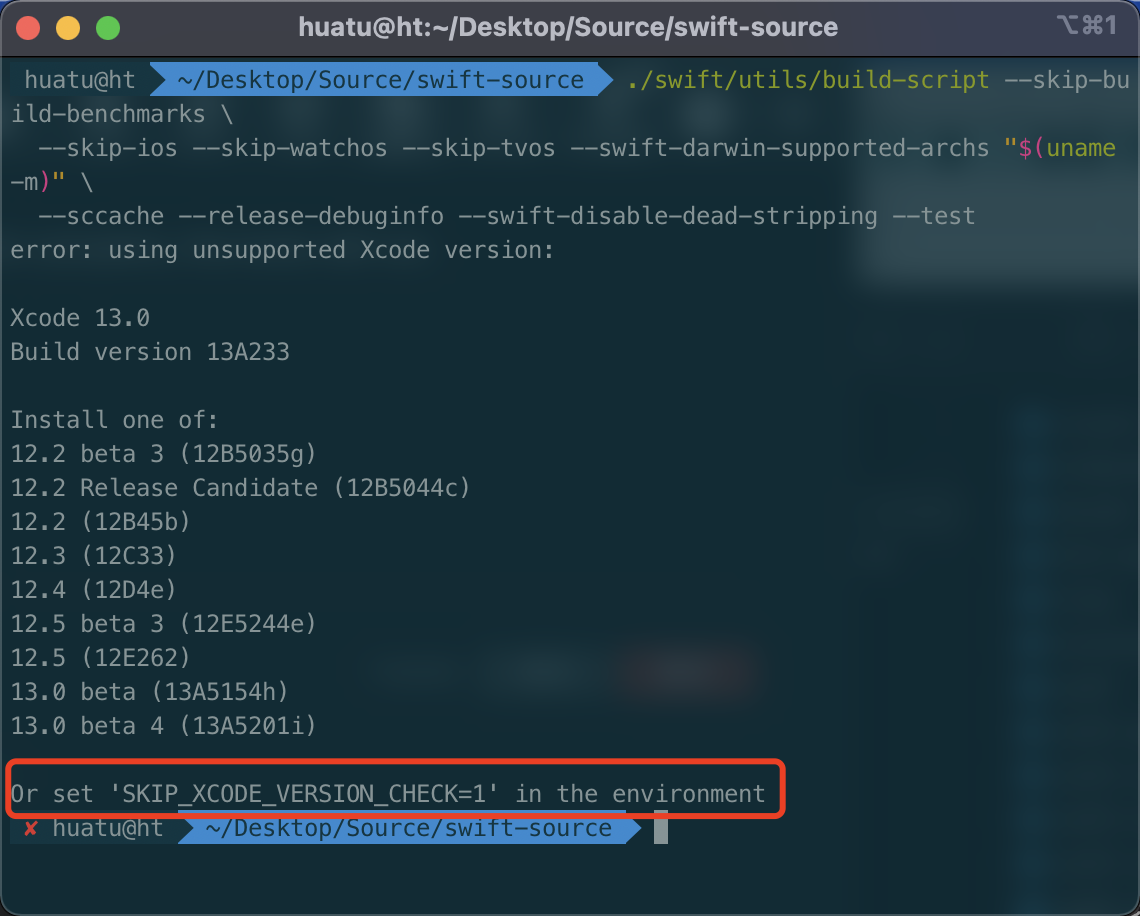 huatu@ht:~/Desktop/Source/swift-source
⌥⌘1
huatu@ht ~/Desktop/Source/swift-source ./swift/utils/build-script --skip-bu
ild-benchmarks \
--skip-ios --skip-watchos --skip-tvos --swift-darwin-supported-archs "$(uname
-m)" \
--sccache --release-debuginfo --swift-disable-dead-stripping --test
error: using unsupported Xcode version:
Xcode 13.0
Build version 13A233
Install one of:
12.2 beta 3 (12B5035g)
12.2 Release Candidate (12B5044c)
12.2 (12B45b)
12.3 (12C33)
12.4 (12D4e)
12.5 beta 3 (12E5244e)
12.5 (12E262)
13.0 beta (13A5154h)
13.0 beta 4 (13A5201i)
Or set 'SKIP_XCODE_VERSION_CHECK=1' in the environment
✘ huatu@ht ~/Desktop/Source/swift-source